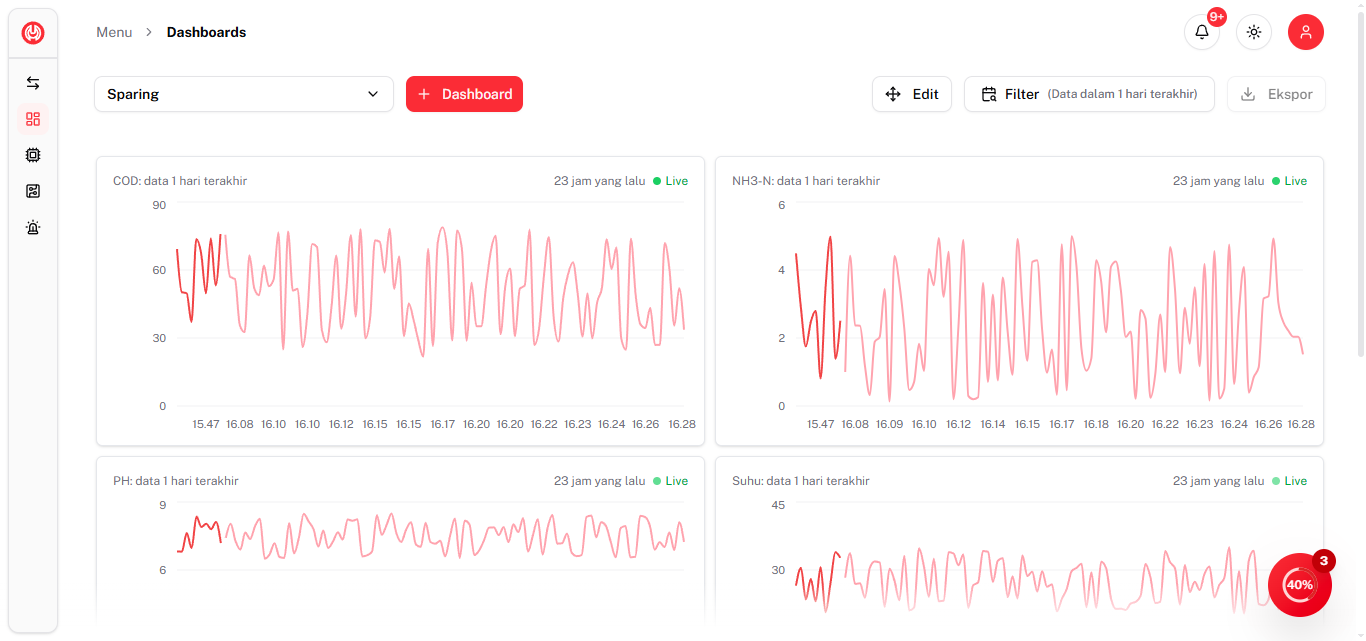 Menu > Dashboards
9+
Sparing
+ Dashboard
Edit
Filter (Data dalam 1 hari terakhir)
Ekspor
COD: data 1 hari terakhir
23 jam yang lalu
Live
90
60
30
0
15.47 16.08 16.10 16.10 16.12 16.15 16.15 16.17 16.20 16.20 16.22 16.23 16.24 16.26 16.28
NH3-N: data 1 hari terakhir
23 jam yang lalu
Live
6
4
2
0
15.47 16.08 16.09 16.10 16.12 16.14 16.15 16.17 16.18 16.20 16.22 16.23 16.24 16.26 16.28
PH: data 1 hari terakhir
23 jam yang lalu
Live
9
6
Suhu: data 1 hari terakhir
23 jam yang lalu
Live
45
30
3
40%